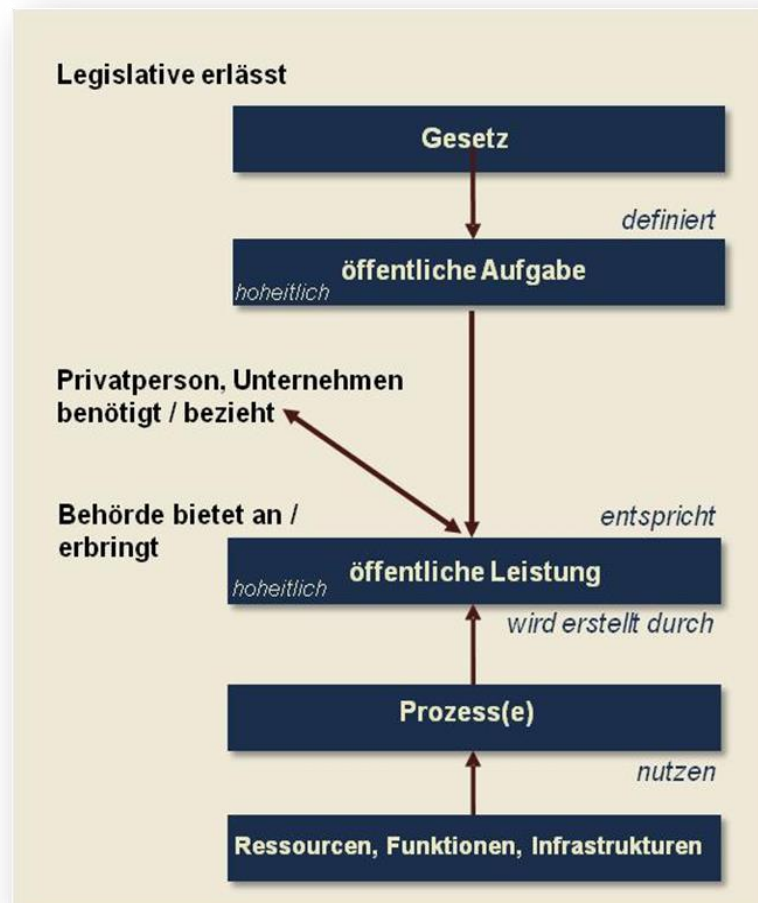 Legislative erlässt
Gesetz
definiert
öffentliche Aufgabe
hoheitlich
Privatperson, Unternehmen
benötigt / bezieht
Behörde bietet an /
erbringt
entspricht
öffentliche Leistung
hoheitlich
wird erstellt durch
Prozess(e)
nutzen
Ressourcen, Funktionen, Infrastrukturen